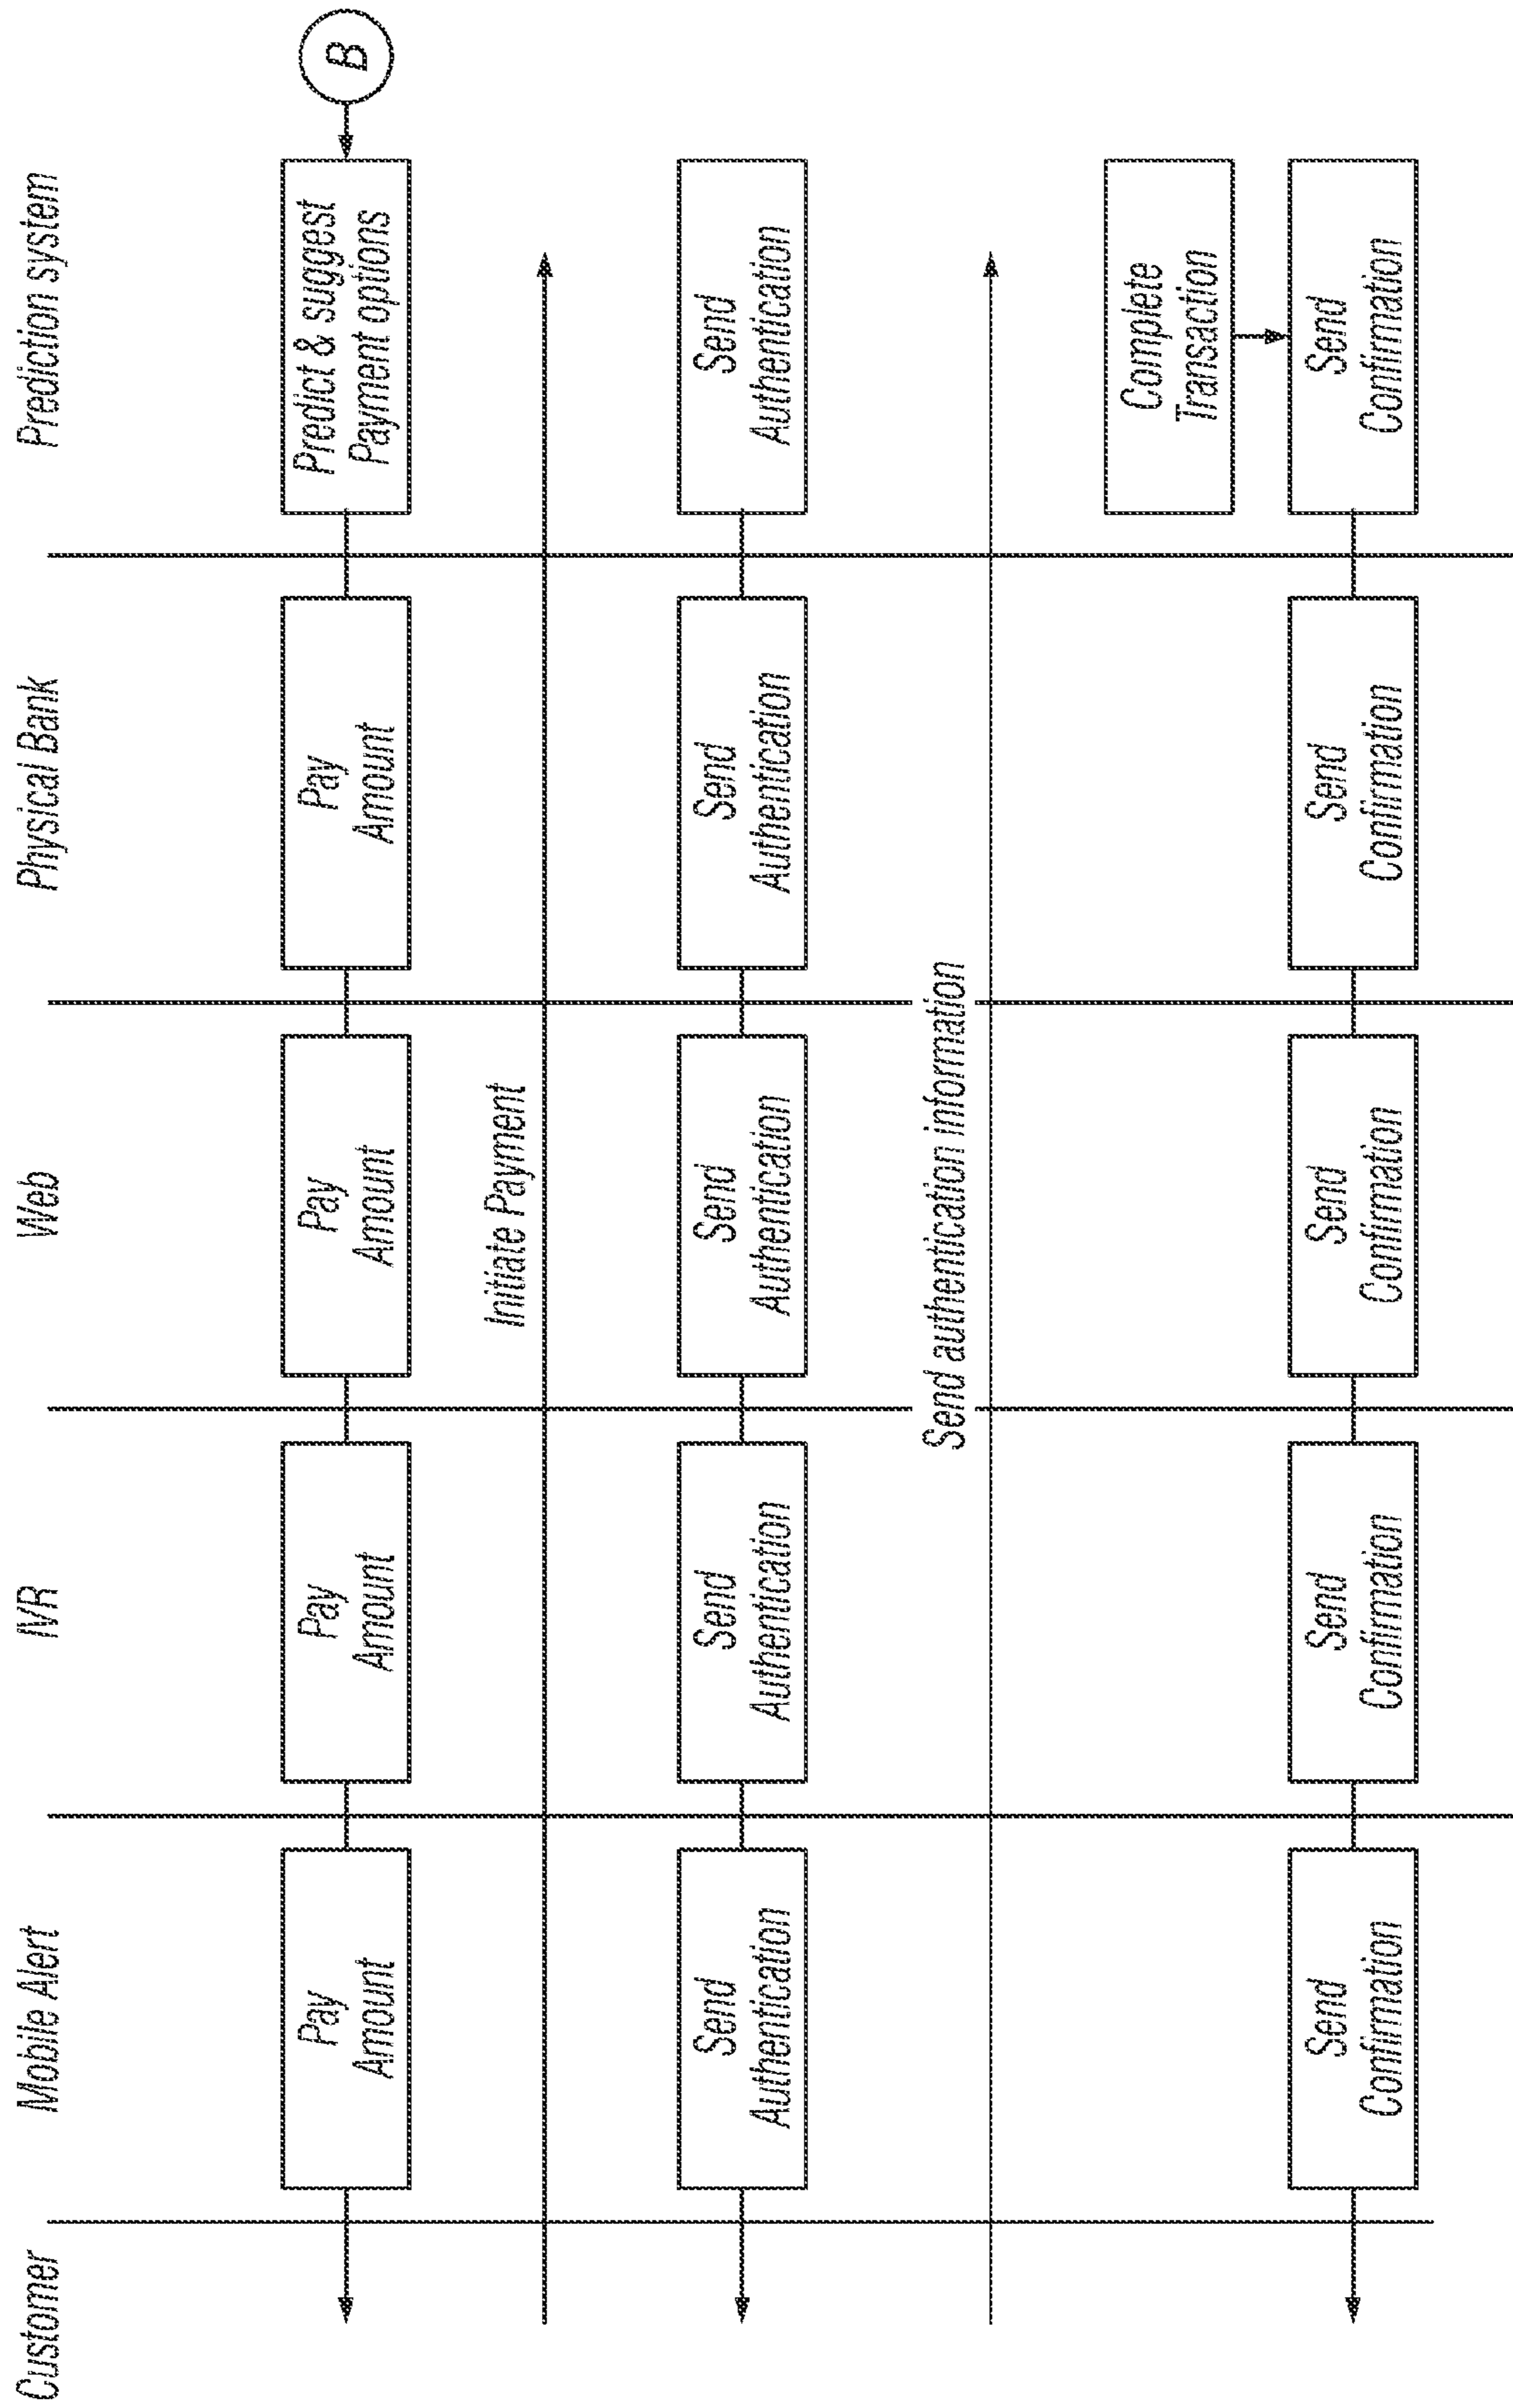 Customer
Mobile Alert
IVR
Web
Physical Bank
Prediction system
Pay
Amount
Pay
Amount
Pay
Amount
Pay
Amount
Predict & suggest
Payment options
B
Initiate Payment
Send
Authentication
Send
Authentication
Send
Authentication
Send
Authentication
Send
Authentication
Send authentication information
Complete
Transaction
Send
Confirmation
Send
Confirmation
Send
Confirmation
Send
Confirmation
Send
Confirmation